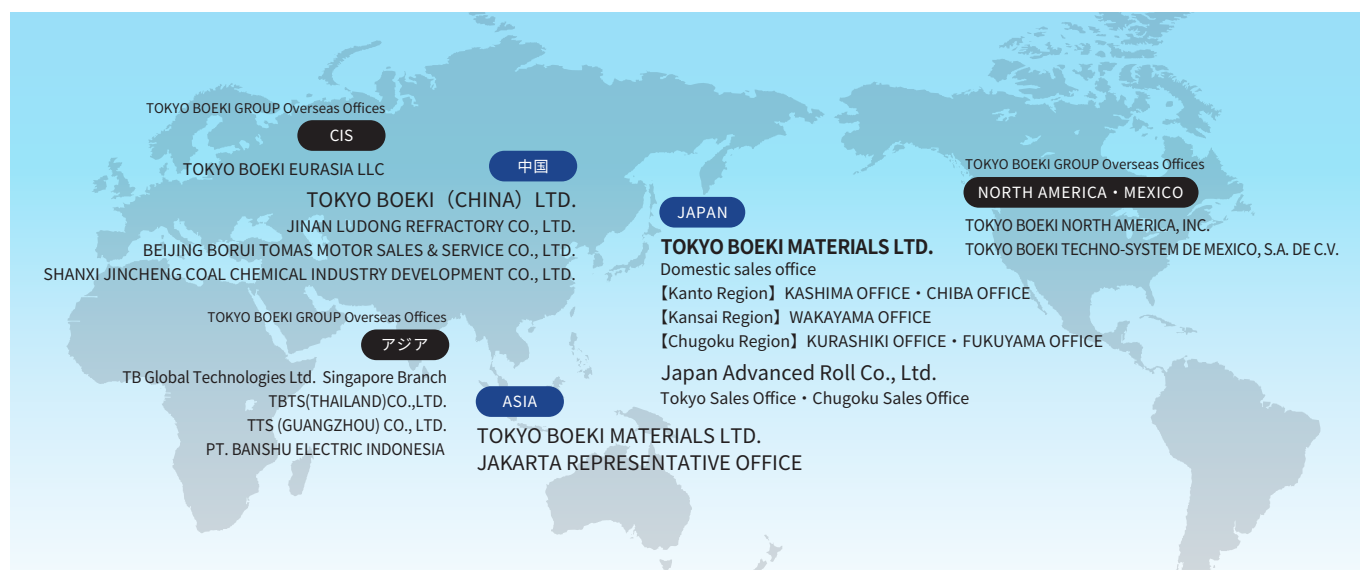 TOKYO BOEKI GROUP Overseas Offices
CIS
TOKYO BOEKI EURASIA LLC
中国
TOKYO BOEKI（CHINA）LTD.
JINAN LUDONG REFRACTORY CO., LTD.
BEIJING BORUI TOMAS MOTOR SALES & SERVICE CO., LTD.
SHANXI JINCHENG COAL CHEMICAL INDUSTRY DEVELOPMENT CO., LTD.
TOKYO BOEKI GROUP Overseas Offices
アジア
TB Global Technologies Ltd. Singapore Branch
TBTS(THAILAND)CO.,LTD.
TTS (GUANGZHOU) CO., LTD.
PT. BANSHU ELECTRIC INDONESIA
ASIA
TOKYO BOEKI MATERIALS LTD.
JAKARTA REPRESENTATIVE OFFICE
JAPAN
TOKYO BOEKI MATERIALS LTD.
Domestic sales office
【Kanto Region】KASHIMA OFFICE・CHIBA OFFICE
【Kansai Region】WAKAYAMA OFFICE
【Chugoku Region】KURASHIKI OFFICE・FUKUYAMA OFFICE
Japan Advanced Roll Co., Ltd.
Tokyo Sales Office・Chugoku Sales Office
TOKYO BOEKI GROUP Overseas Offices
NORTH AMERICA・MEXICO
TOKYO BOEKI NORTH AMERICA, INC.
TOKYO BOEKI TECHNO-SYSTEM DE MEXICO, S.A. DE C.V.